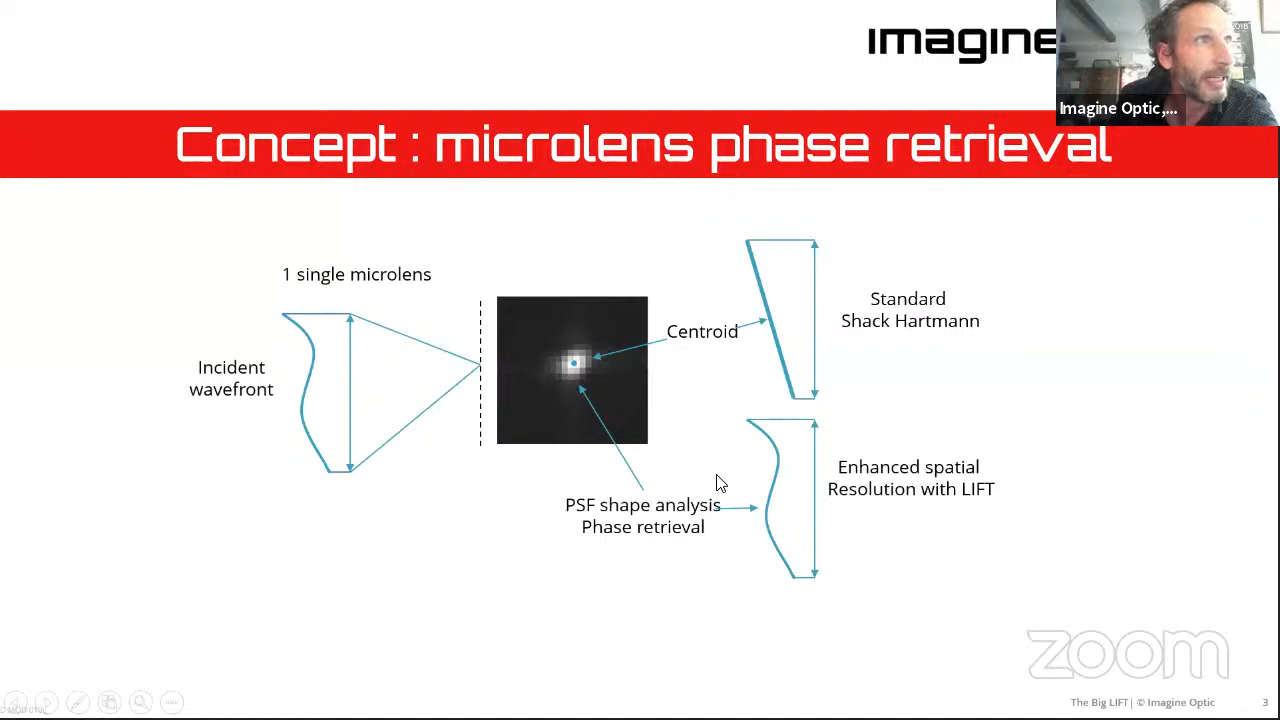 imagine
Imagine Optic,...
Concept : microlens phase retrieval
1 single microlens
Incident
wavefront
Centroid
Standard
Shack Hartmann
PSF shape analysis
Phase retrieval
Enhanced spatial
Resolution with LIFT
zoom
The Big LIFT| © Imagine Optic
3